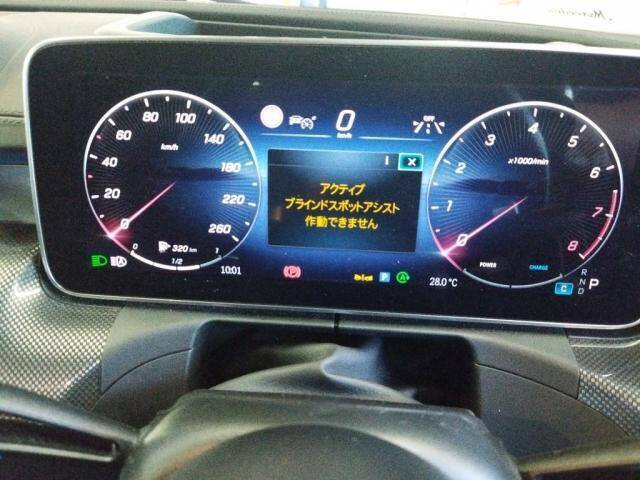 0
OFF
20
40
60
80
100
140
180
220
260
0
km/h
0
1/2
1
320 km
10:01
i
×
アクティブ
ブラインドスポットアシスト
作動できません
P
P
A
28.0 °C
0
1
2
3
4
5
6
7
8
x1000/min
POWER
CHARGE
C
R
N
D
P